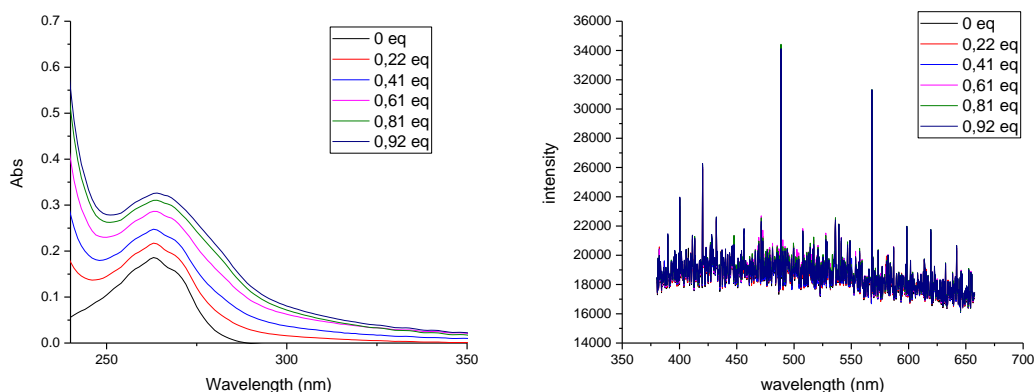 0.7
0.6
0.5
0.4
0.3
0.2
0.1
0.0
Abs
250
300
350
Wavelength (nm)
0 eq
0,22 eq
0,41 eq
0,61 eq
0,81 eq
0,92 eq
36000
34000
32000
30000
28000
26000
24000
22000
20000
18000
16000
14000
intensity
350
400
450
500
550
600
650
700
wavelength (nm)
0 eq
0,22 eq
0,41 eq
0,61 eq
0,81 eq
0,92 eq